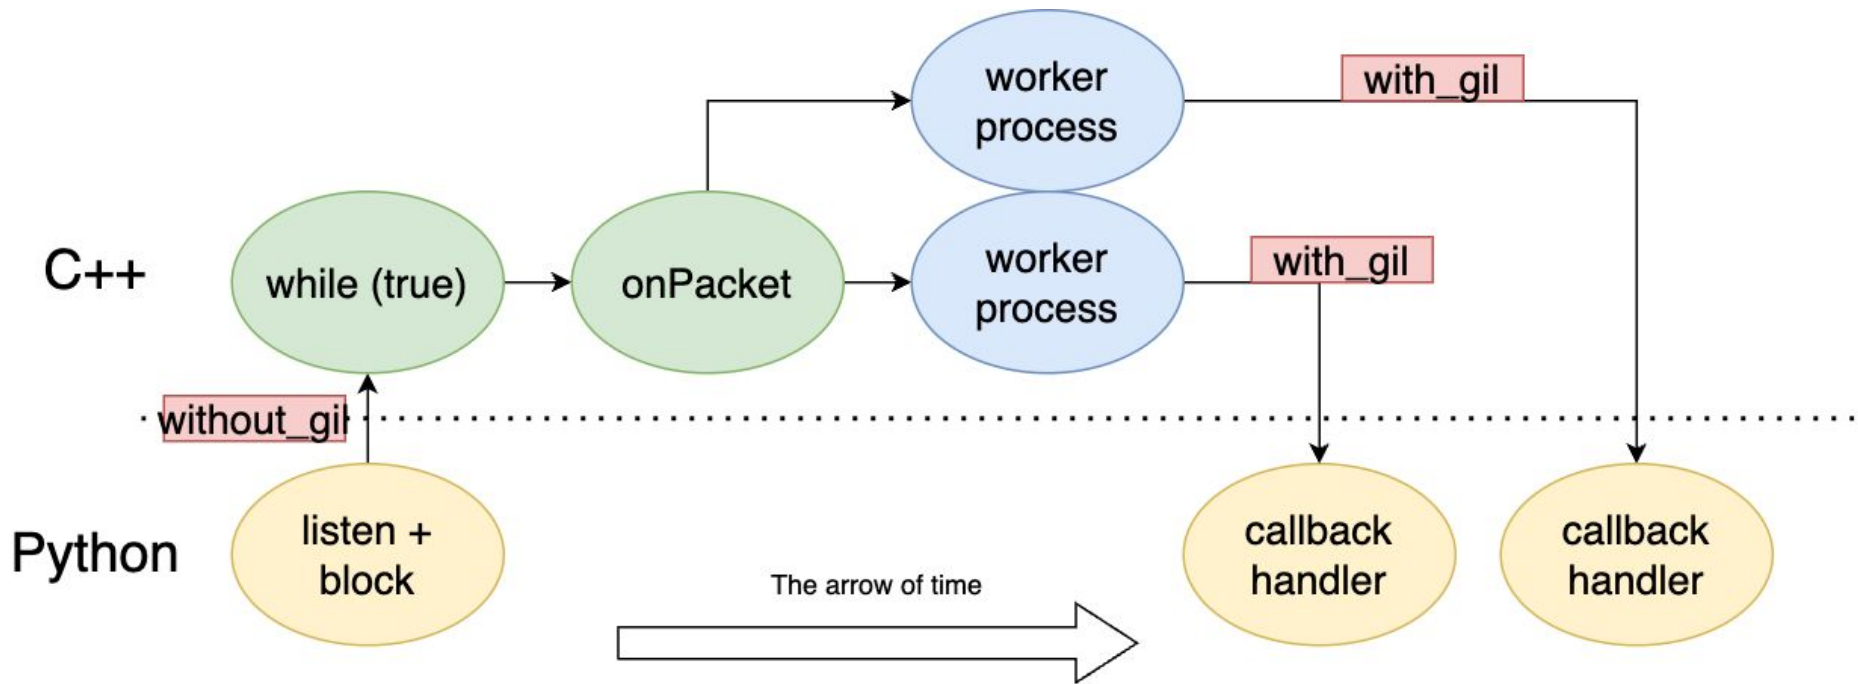 worker
process
with_gil
C++
while (true)
onPacket
worker
process
with_gil
without_gil
Python
listen +
block
The arrow of time
callback
handler
callback
handler